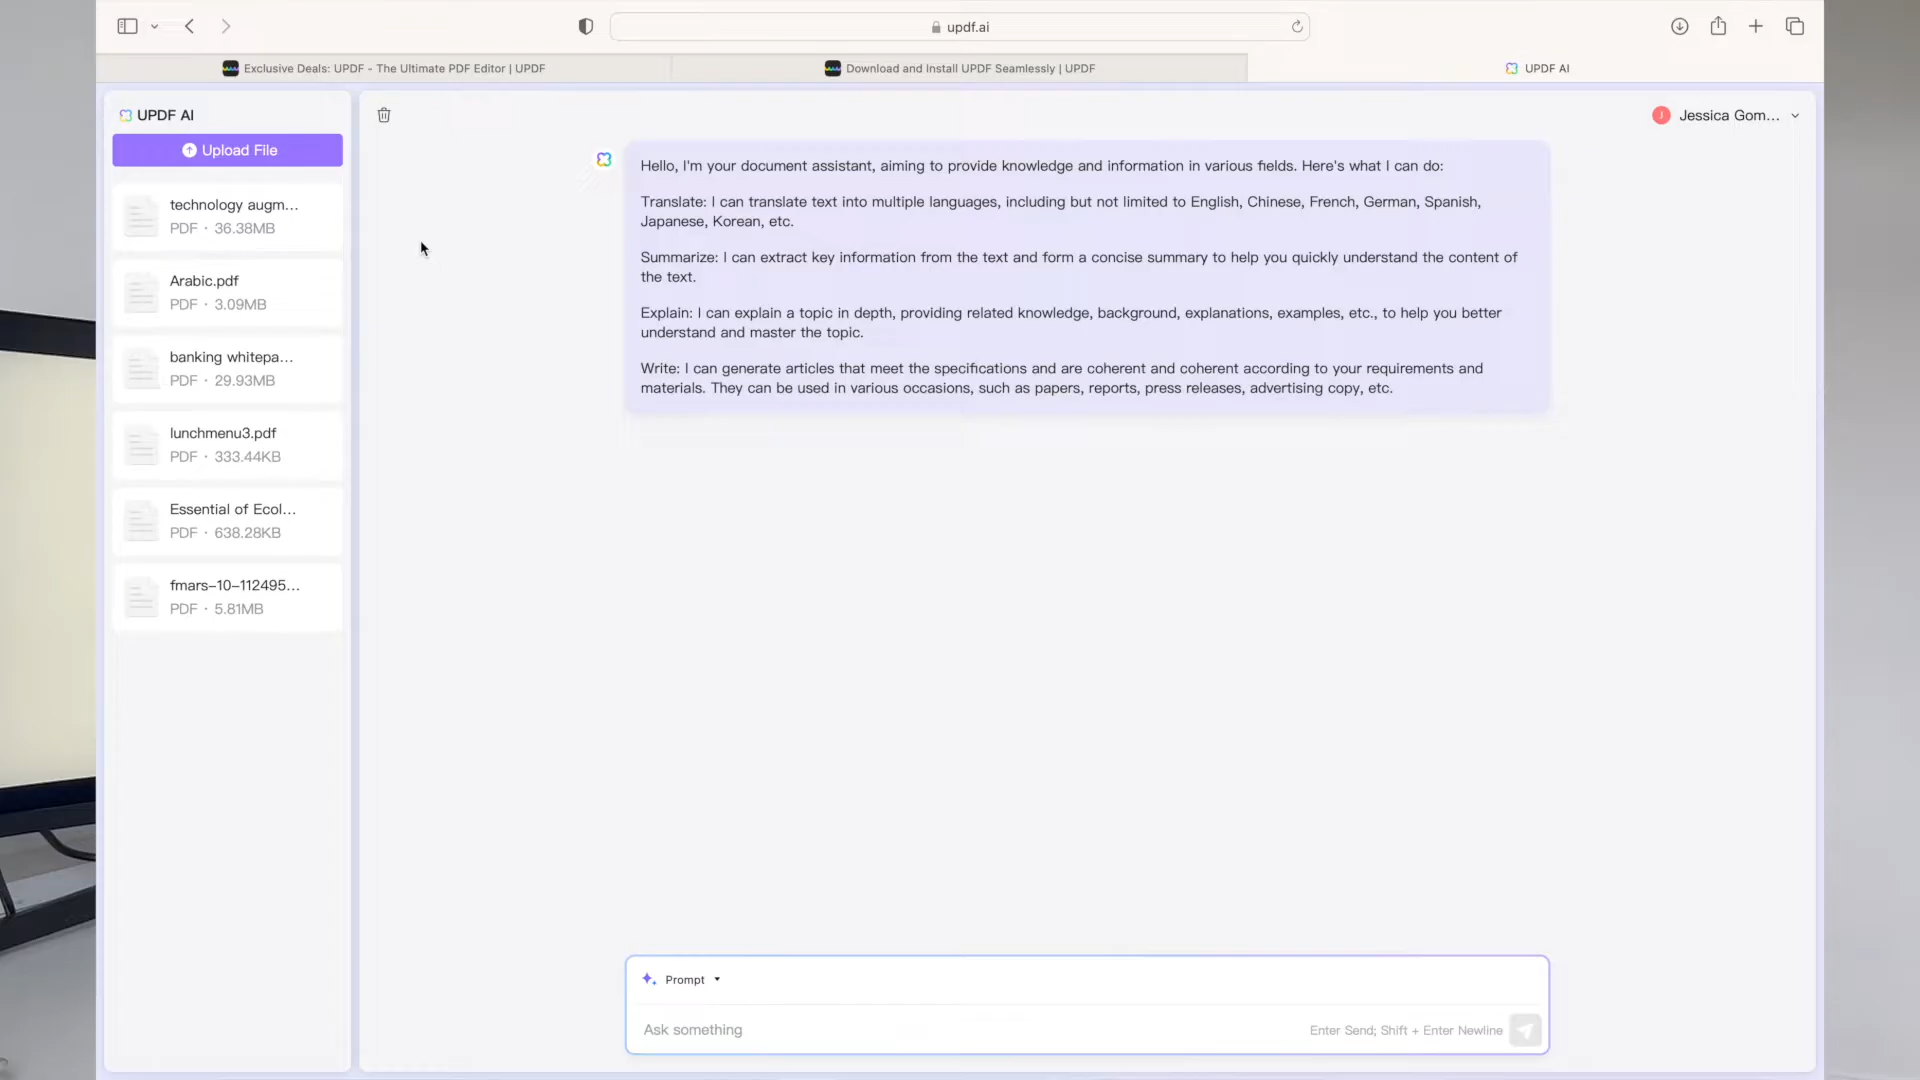 updf.ai
Exclusive Deals: UPDF - The Ultimate PDF Editor | UPDF
Download and Install UPDF Seamlessly | UPDF
UPDF AI
UPDF AI
Upload File
technology augm...
PDF · 36.38MB
Arabic.pdf
PDF · 3.09MB
banking whitepa...
PDF · 29.93MB
lunchmenu3.pdf
PDF · 333.44KB
Essential of Ecol...
PDF · 638.28KB
fmars-10-112495...
PDF · 5.81MB
J
Jessica Gom...
Hello, I'm your document assistant, aiming to provide knowledge and information in various fields. Here's what I can do:
Translate: I can translate text into multiple languages, including but not limited to English, Chinese, French, German, Spanish,
Japanese, Korean, etc.
Summarize: I can extract key information from the text and form a concise summary to help you quickly understand the content of
the text.
Explain: I can explain a topic in depth, providing related knowledge, background, explanations, examples, etc., to help you better
understand and master the topic.
Write: I can generate articles that meet the specifications and are coherent and coherent according to your requirements and
materials. They can be used in various occasions, such as papers, reports, press releases, advertising copy, etc.
Prompt
Ask something
Enter Send; Shift + Enter Newline